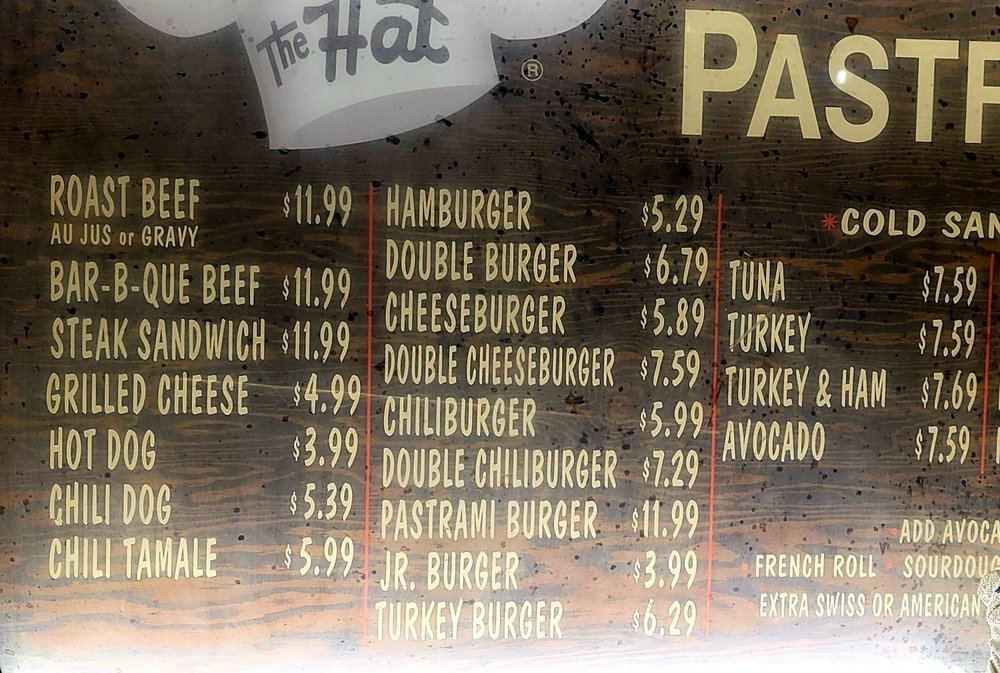 The Hat
®
PAST
ROAST BEEF $11.99
AU JUS or GRAVY
BAR-B-QUE BEEF $11.99
STEAK SANDWICH $11.99
GRILLED CHEESE $4.99
HOT DOG $3.99
CHILI DOG $5.39
CHILI TAMALE $5.99
HAMBURGER $5.29
DOUBLE BURGER $6.79
CHEESEBURGER $5.89
DOUBLE CHEESEBURGER $7.59
CHILIBURGER $5.99
DOUBLE CHILIBURGER $7.29
PASTRAMI BURGER $11.99
JR. BURGER $3.99
TURKEY BURGER $6.29
*COLD SAN
TUNA $7.59
TURKEY $7.59
TURKEY & HAM $7.69
AVOCADO $7.59
• ADD AVOCA
• FRENCH ROLL • SOURDOUG
• EXTRA SWISS OR AMERICAN